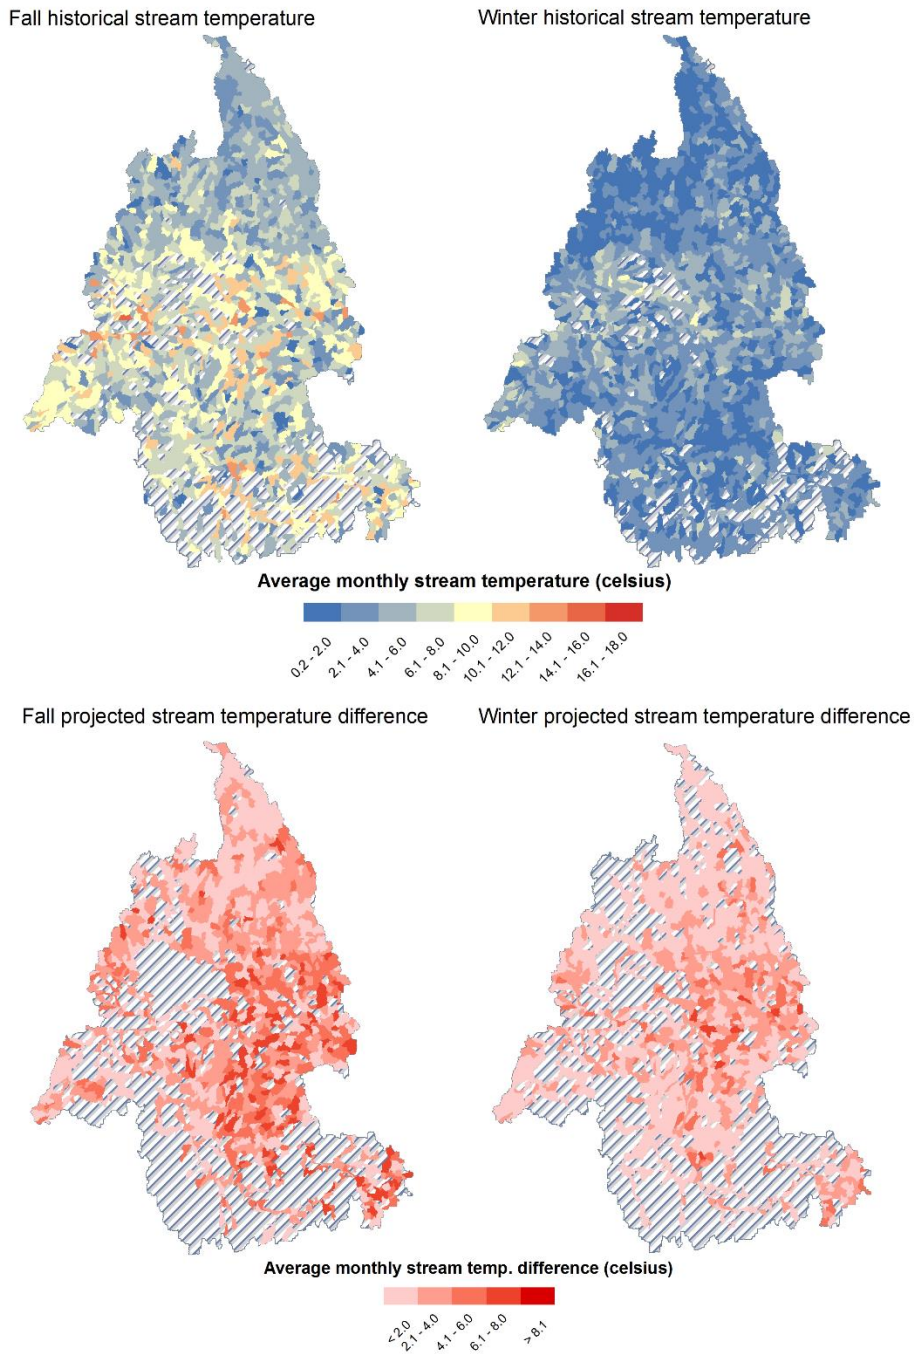 Fall historical stream temperature
Winter historical stream temperature
Average monthly stream temperature (celsius)
0.2 - 2.0
2.1 - 4.0
4.1 - 6.0
6.1 - 8.0
8.1 - 10.0
10.1 - 12.0
12.1 - 14.0
14.1 - 16.0
16.1 - 18.0
Fall projected stream temperature difference
Winter projected stream temperature difference
Average monthly stream temp. difference (celsius)
< 2.0
2.1 - 4.0
4.1 - 6.0
6.1 - 8.0
> 8.1